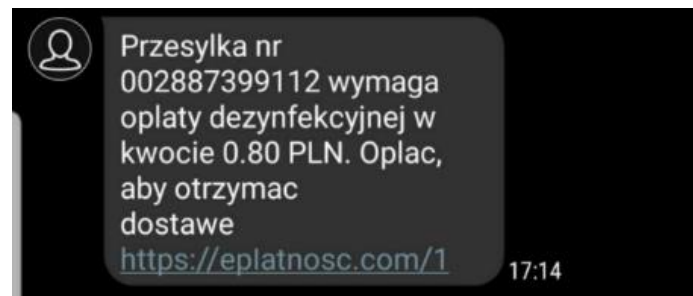 Przesylka nr
002887399112 wymaga
oplaty dezynfekcyjnej w
kwocie 0.80 PLN. Oplac,
aby otrzymac
dostawe
https://eplatnosc.com/1
17:14